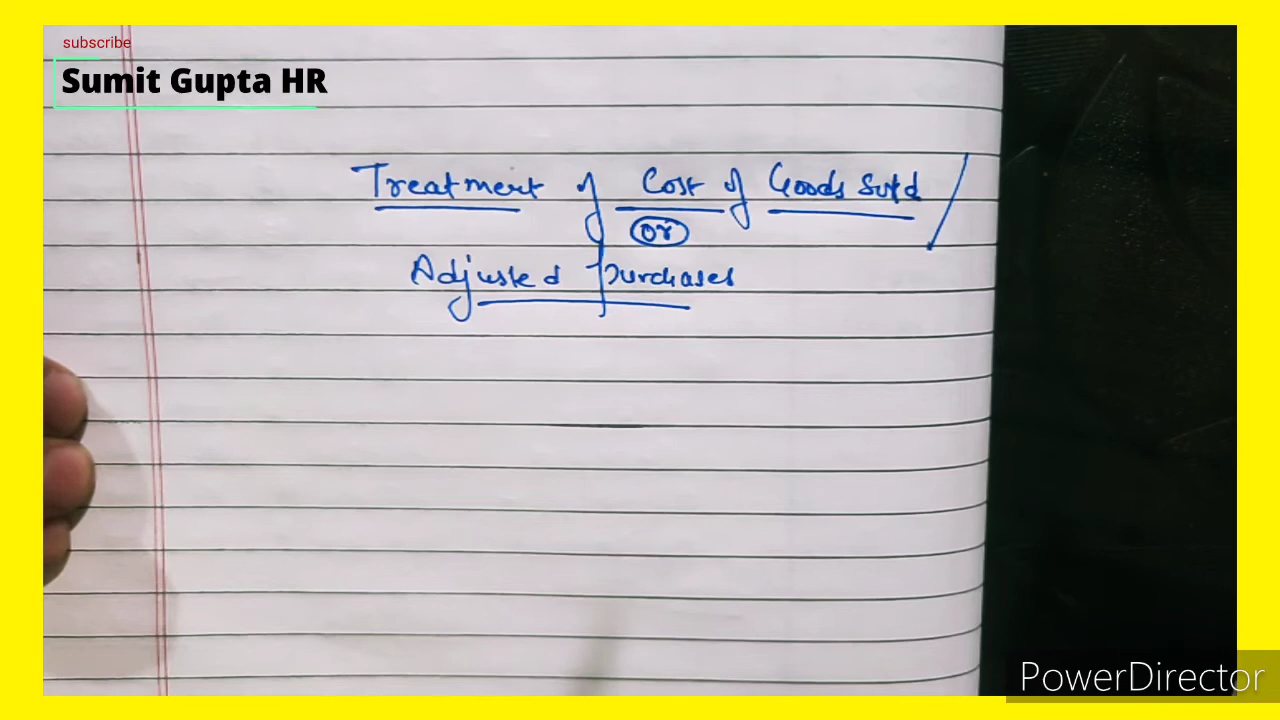 subscribe
Sumit Gupta HR
Treatment of Cost of Goods Sold /
or
Adjusted Purchases
PowerDirector